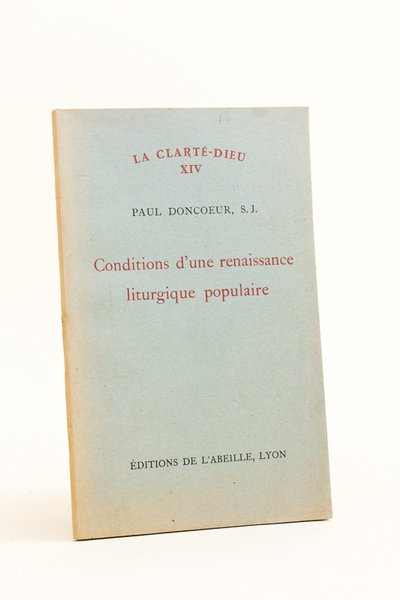 LA CLARTÉ-DIEU
XIV
PAUL DONCOEUR, S. J.
Conditions d'une renaissance
liturgique populaire
ÉDITIONS DE L'ABEILLE, LYON